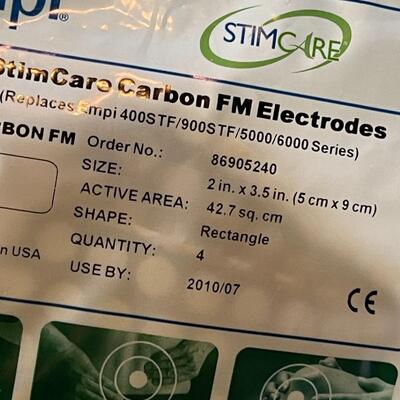 ®
STIMCARE
StimCare Carbon FM Electrodes
(Replaces Empi 400STF/900STF/5000/6000 Series)
FM
Order No.: 86905240
SIZE: 2 in. x 3.5 in. (5 cm x 9 cm)
ACTIVE AREA: 42.7 sq. cm
SHAPE: Rectangle
QUANTITY: 4
USA
USE BY: 2010/07
CE